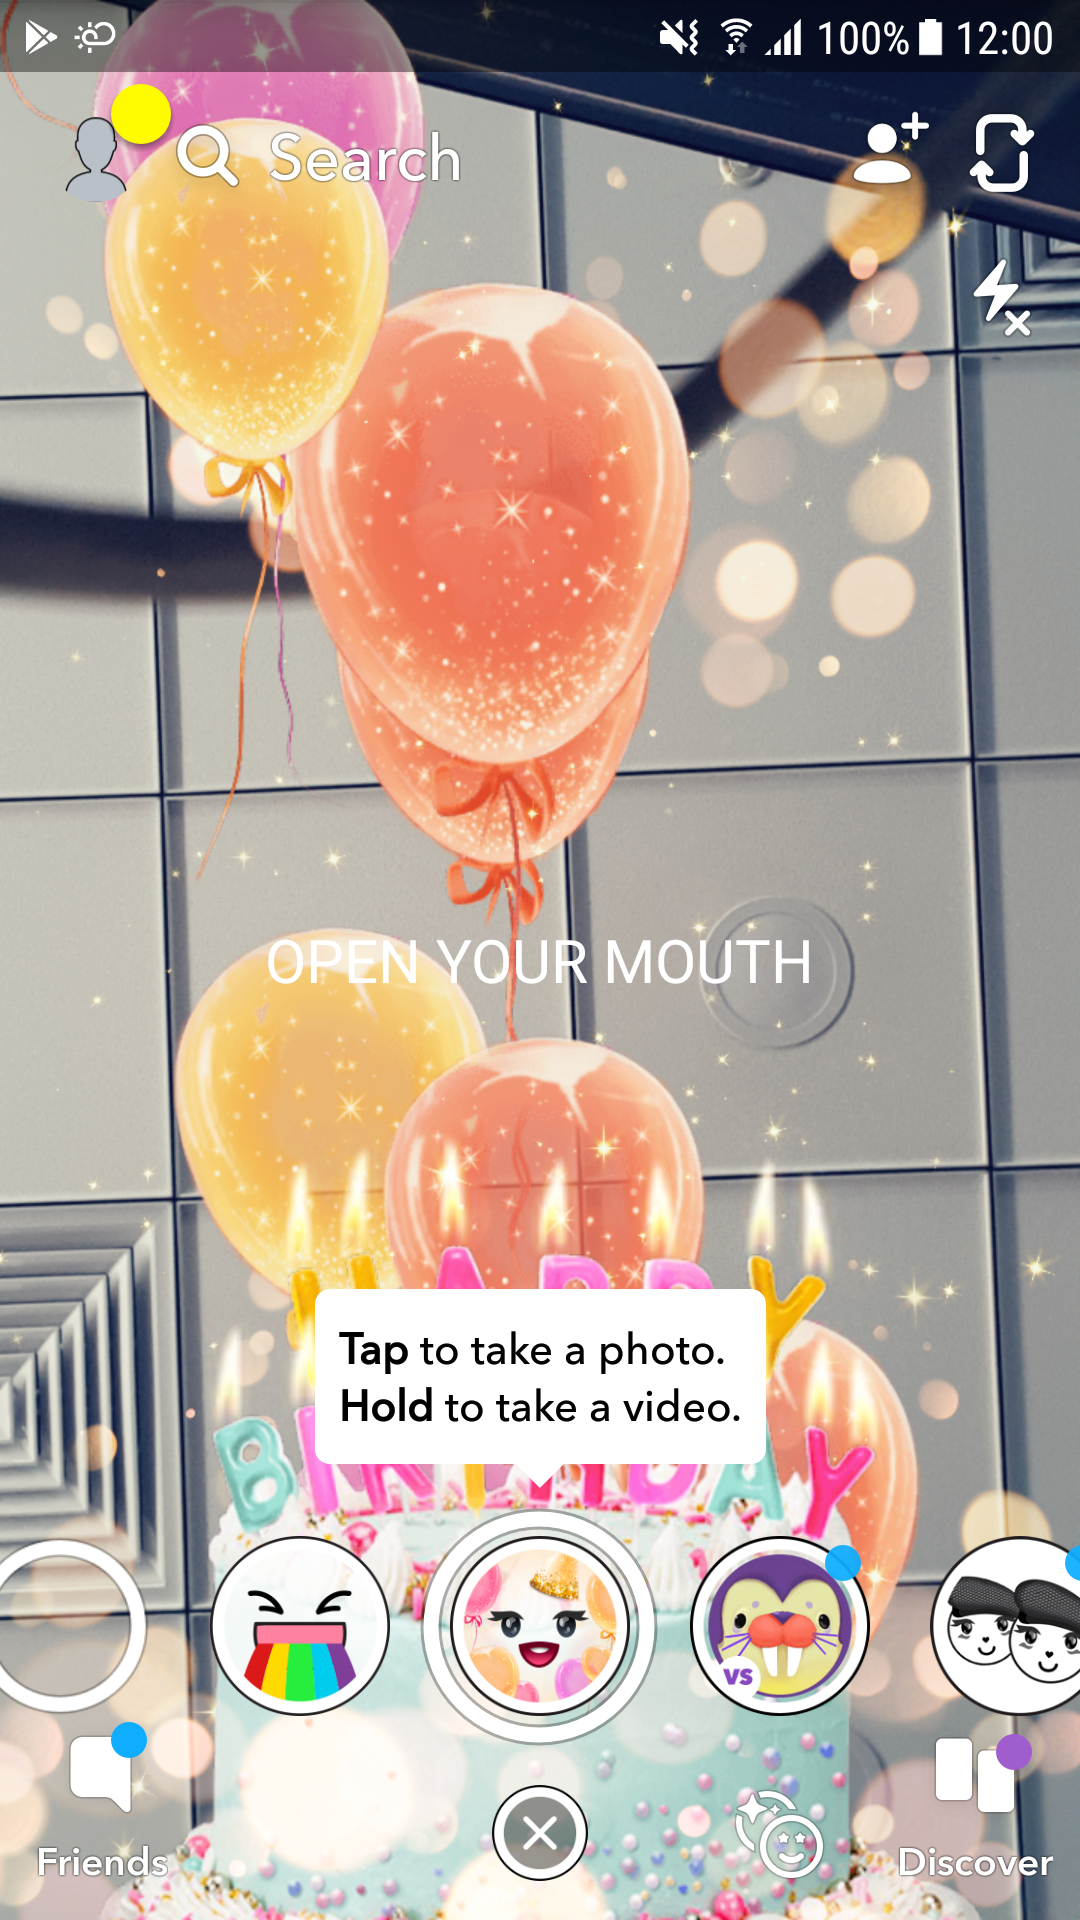 100% 12:00
Search
OPEN YOUR MOUTH
HAPPY
Tap to take a photo.
Hold to take a video.
BIRTHDAY
VS
Friends
Discover